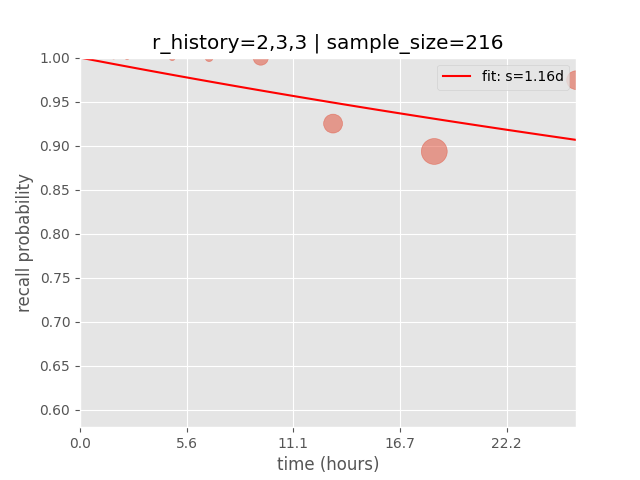 r_history=2,3,3 | sample_size=216
fit: s=1.16d
1.00
0.95
0.90
0.85
0.80
0.75
0.70
0.65
0.60
recall probability
0.0 5.6 11.1 16.7 22.2
time (hours)